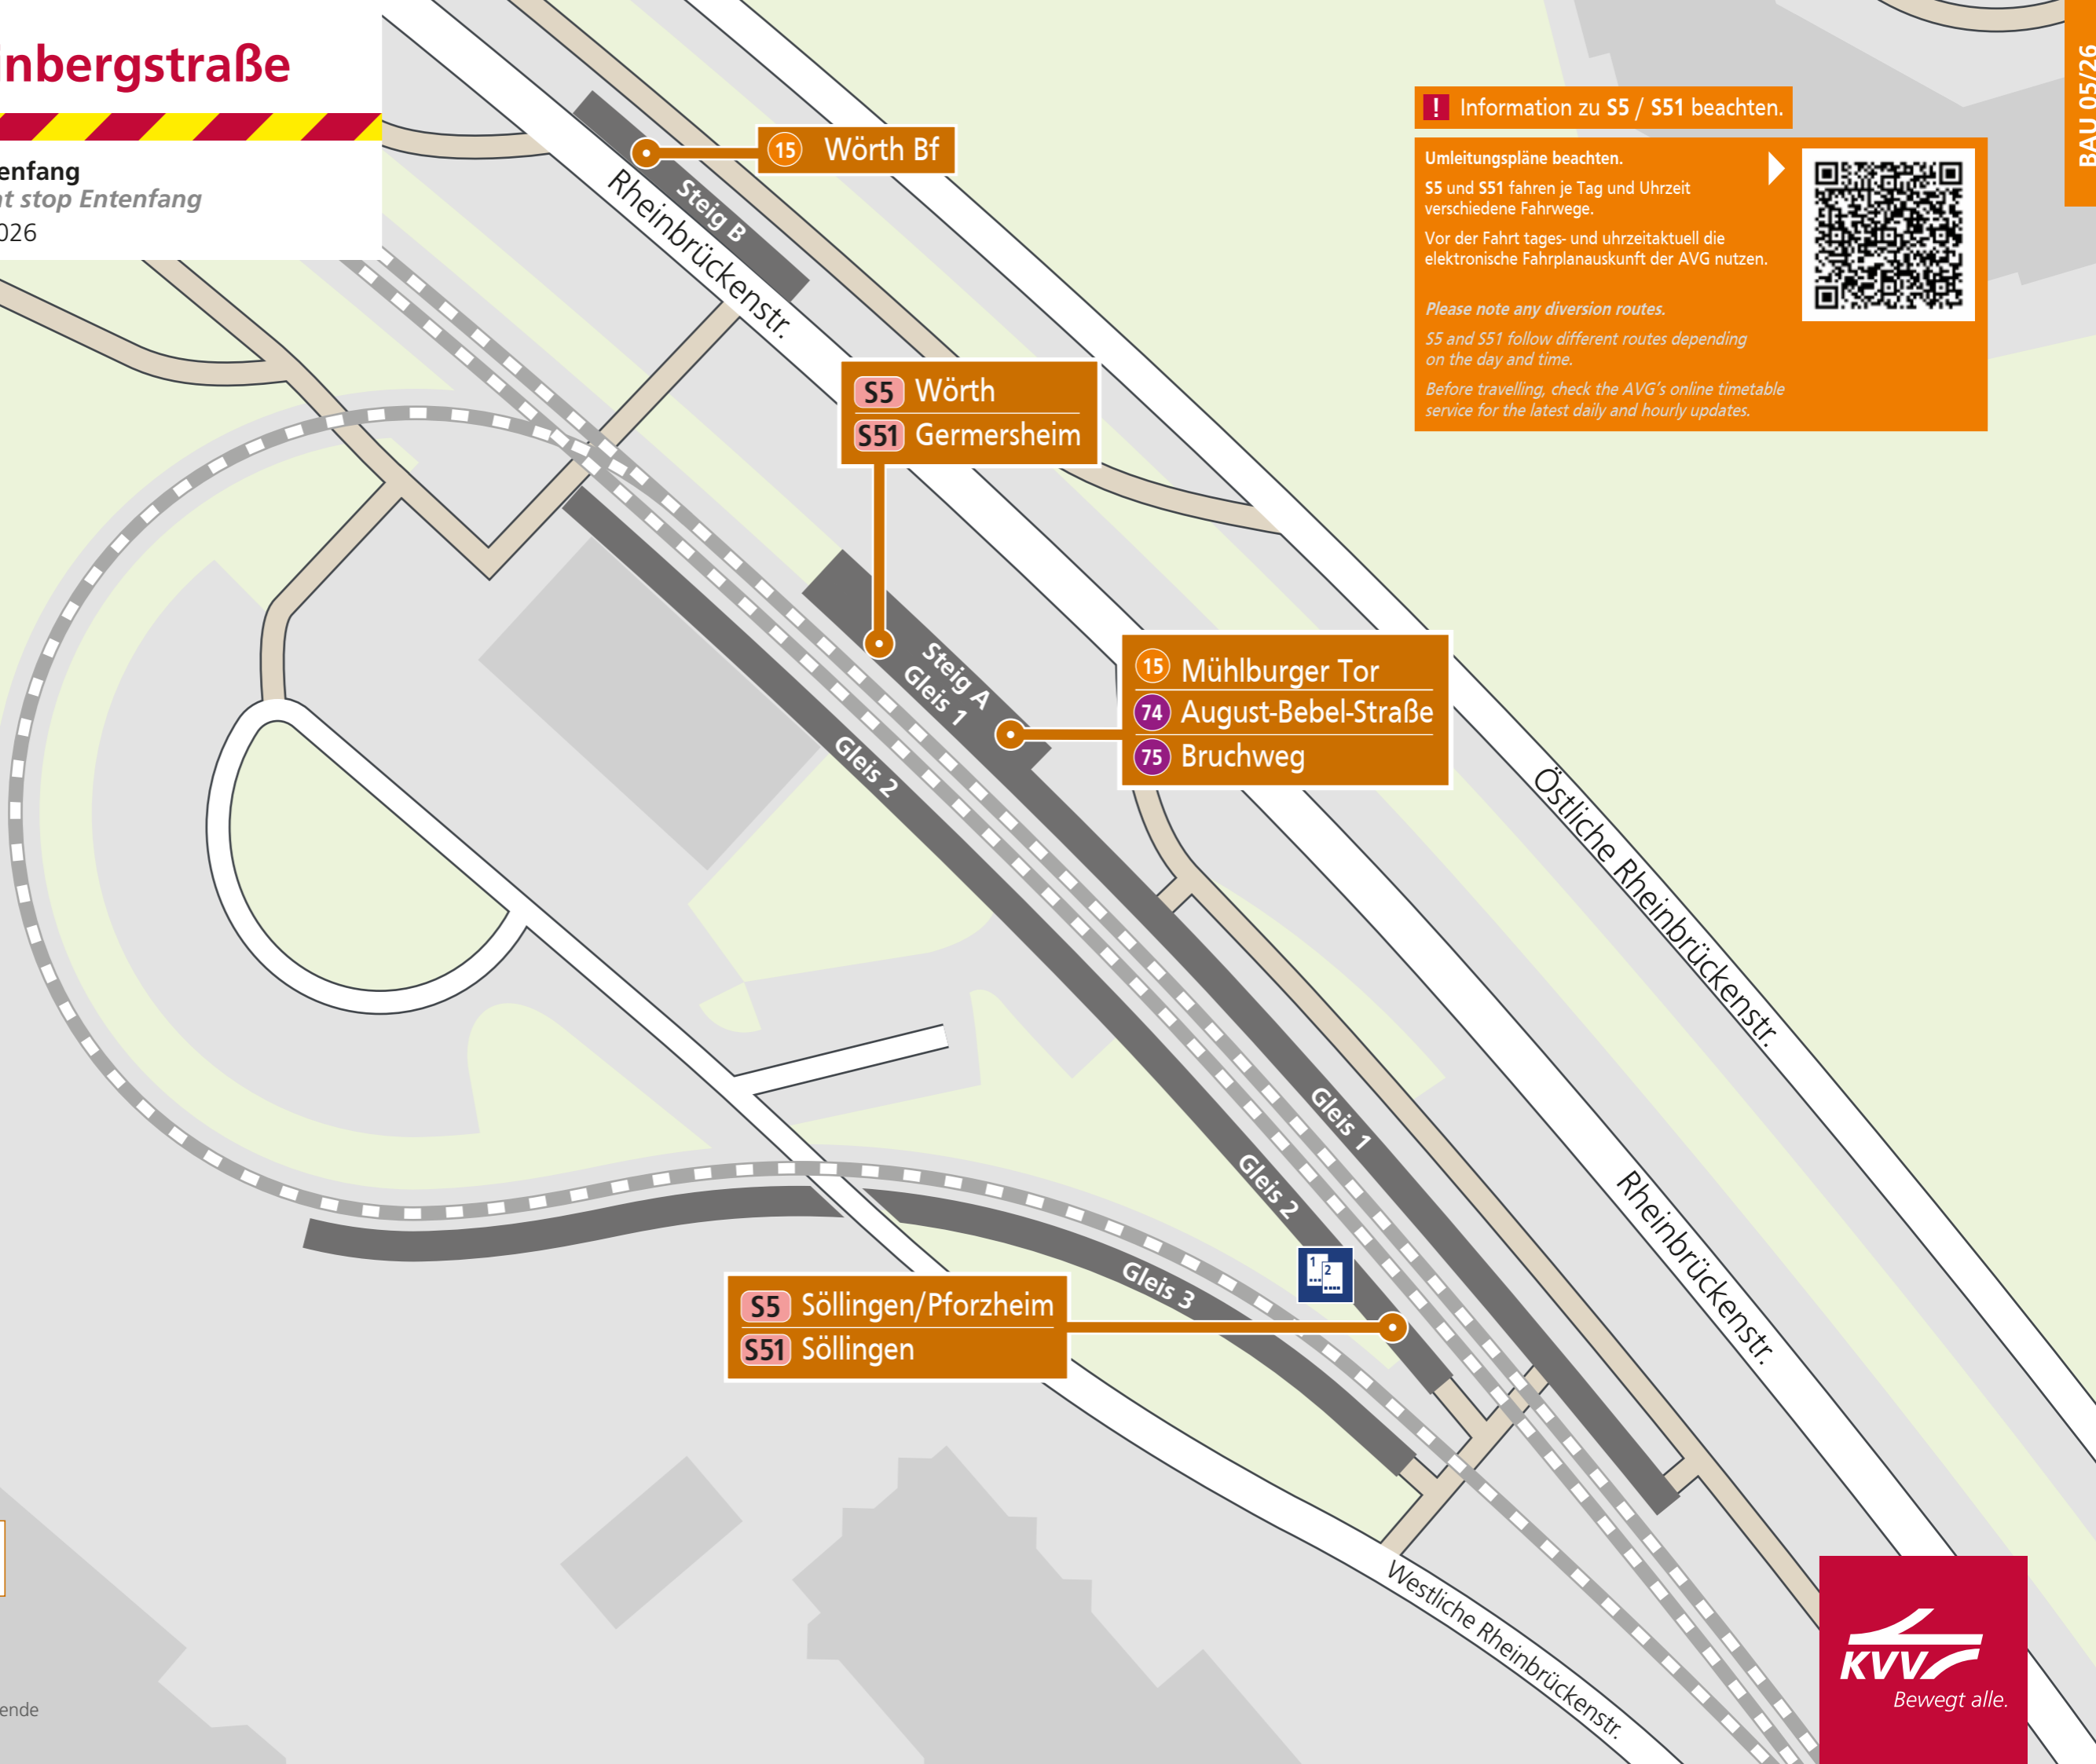 inbergstraße
enfang
at stop Entenfang
026
BAU 05/26
! Information zu S5 / S51 beachten.
Umleitungspläne beachten.
S5 und S51 fahren je Tag und Uhrzeit
verschiedene Fahrwege.
Vor der Fahrt tages- und uhrzeitaktuell die
elektronische Fahrplanauskunft der AVG nutzen.
Please note any diversion routes.
S5 and S51 follow different routes depending
on the day and time.
Before travelling, check the AVG's online timetable
service for the latest daily and hourly updates.
15 Wörth Bf
Steig B
Rheinbrückenstr.
S5 Wörth
S51 Germersheim
Steig A
Gleis 1
15 Mühlburger Tor
74 August-Bebel-Straße
75 Bruchweg
Gleis 2
Östliche Rheinbrückenstr.
Gleis 1
Gleis 2
Rheinbrückenstr.
1
2
Gleis 3
S5 Söllingen/Pforzheim
S51 Söllingen
Westliche Rheinbrückenstr.
KVV
Bewegt alle.
ende